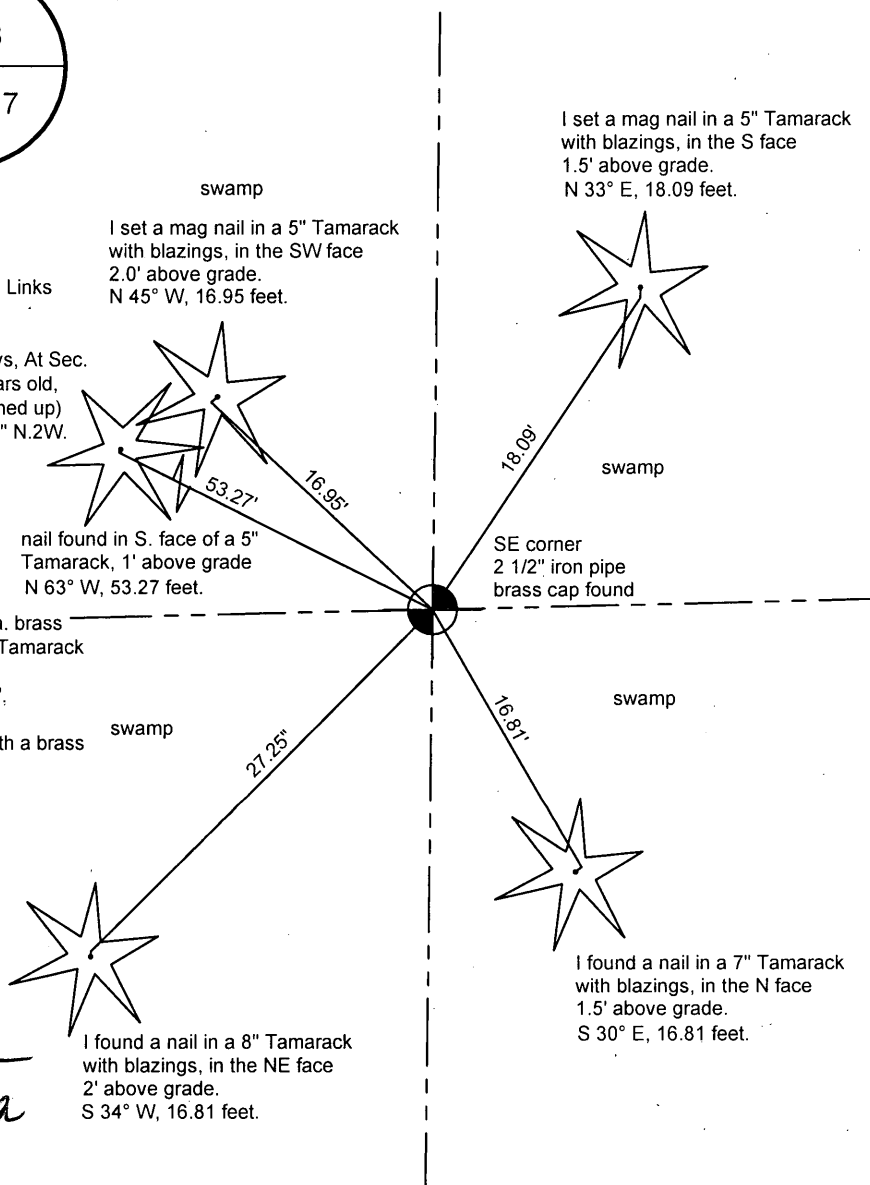 7
I set a mag nail in a 5" Tamarack
with blazings, in the S face
1.5' above grade.
N 33° E, 18.09 feet.
swamp
I set a mag nail in a 5" Tamarack
with blazings, in the SW face
2.0' above grade.
N 45° W, 16.95 feet.
Links
ys, At Sec.
ars old,
ned up)
" N.2W.
18.09'
swamp
53.27'
16.95'
nail found in S. face of a 5"
Tamarack, 1' above grade
N 63° W, 53.27 feet.
SE corner
2 1/2" iron pipe
brass cap found
a. brass
Tamarack
th a brass
swamp
swamp
16.81'
27.25"
I found a nail in a 7" Tamarack
with blazings, in the N face
1.5' above grade.
S 30° E, 16.81 feet.
I found a nail in a 8" Tamarack
with blazings, in the NE face
2' above grade.
S 34° W, 16.81 feet.